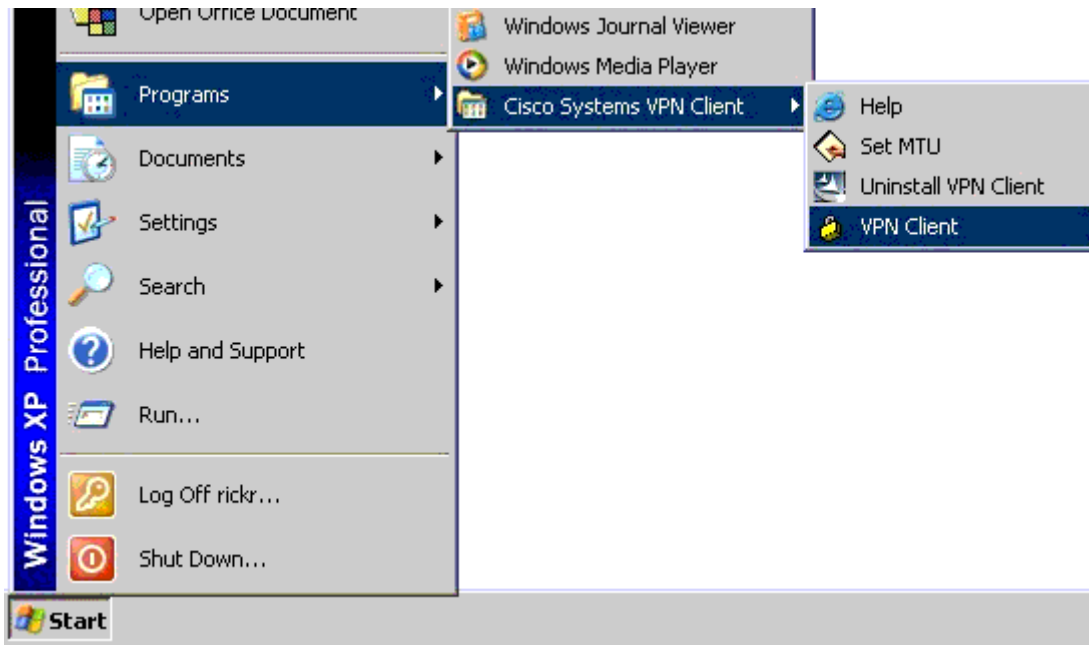 Open Office Document
Programs
Documents
Settings
Search
Help and Support
Run...
Log Off rickr...
Shut Down...
Windows XP Professional
Start
Windows Journal Viewer
Windows Media Player
Cisco Systems VPN Client
Help
Set MTU
Uninstall VPN Client
VPN Client